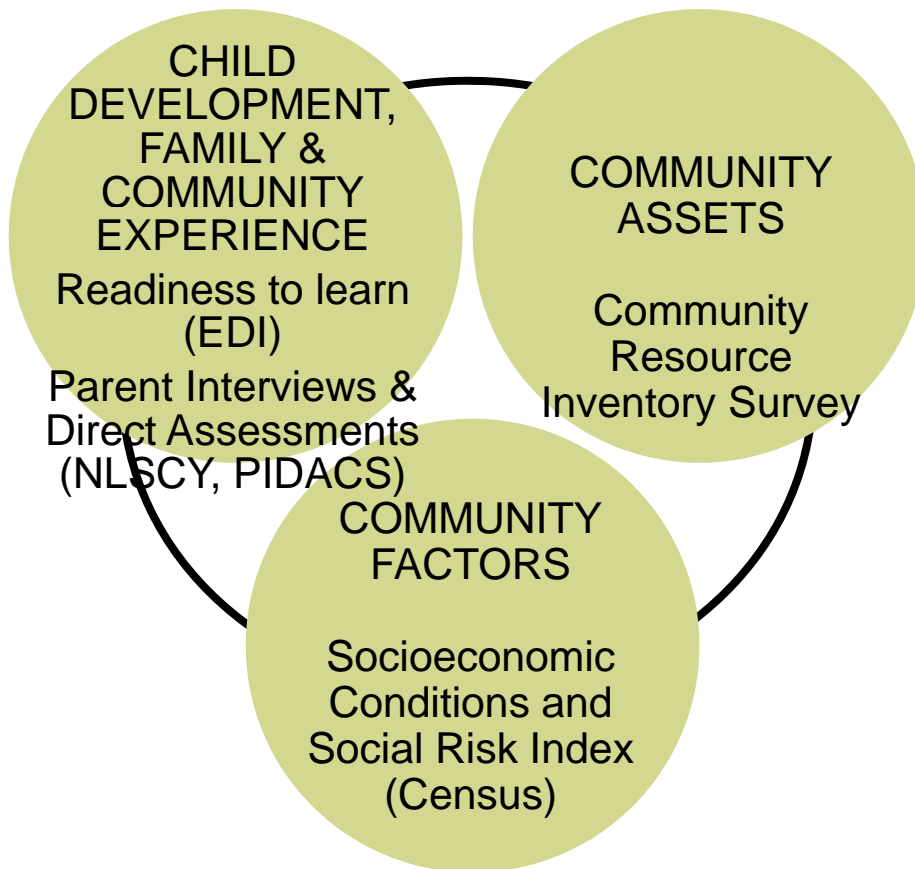 CHILD
DEVELOPMENT,
FAMILY &
COMMUNITY
EXPERIENCE
Readiness to learn
(EDI)
Parent Interviews &
Direct Assessments
(NLSCY, PIDACS)
COMMUNITY
ASSETS
Community
Resource
Inventory Survey
COMMUNITY
FACTORS
Socioeconomic
Conditions and
Social Risk Index
(Census)